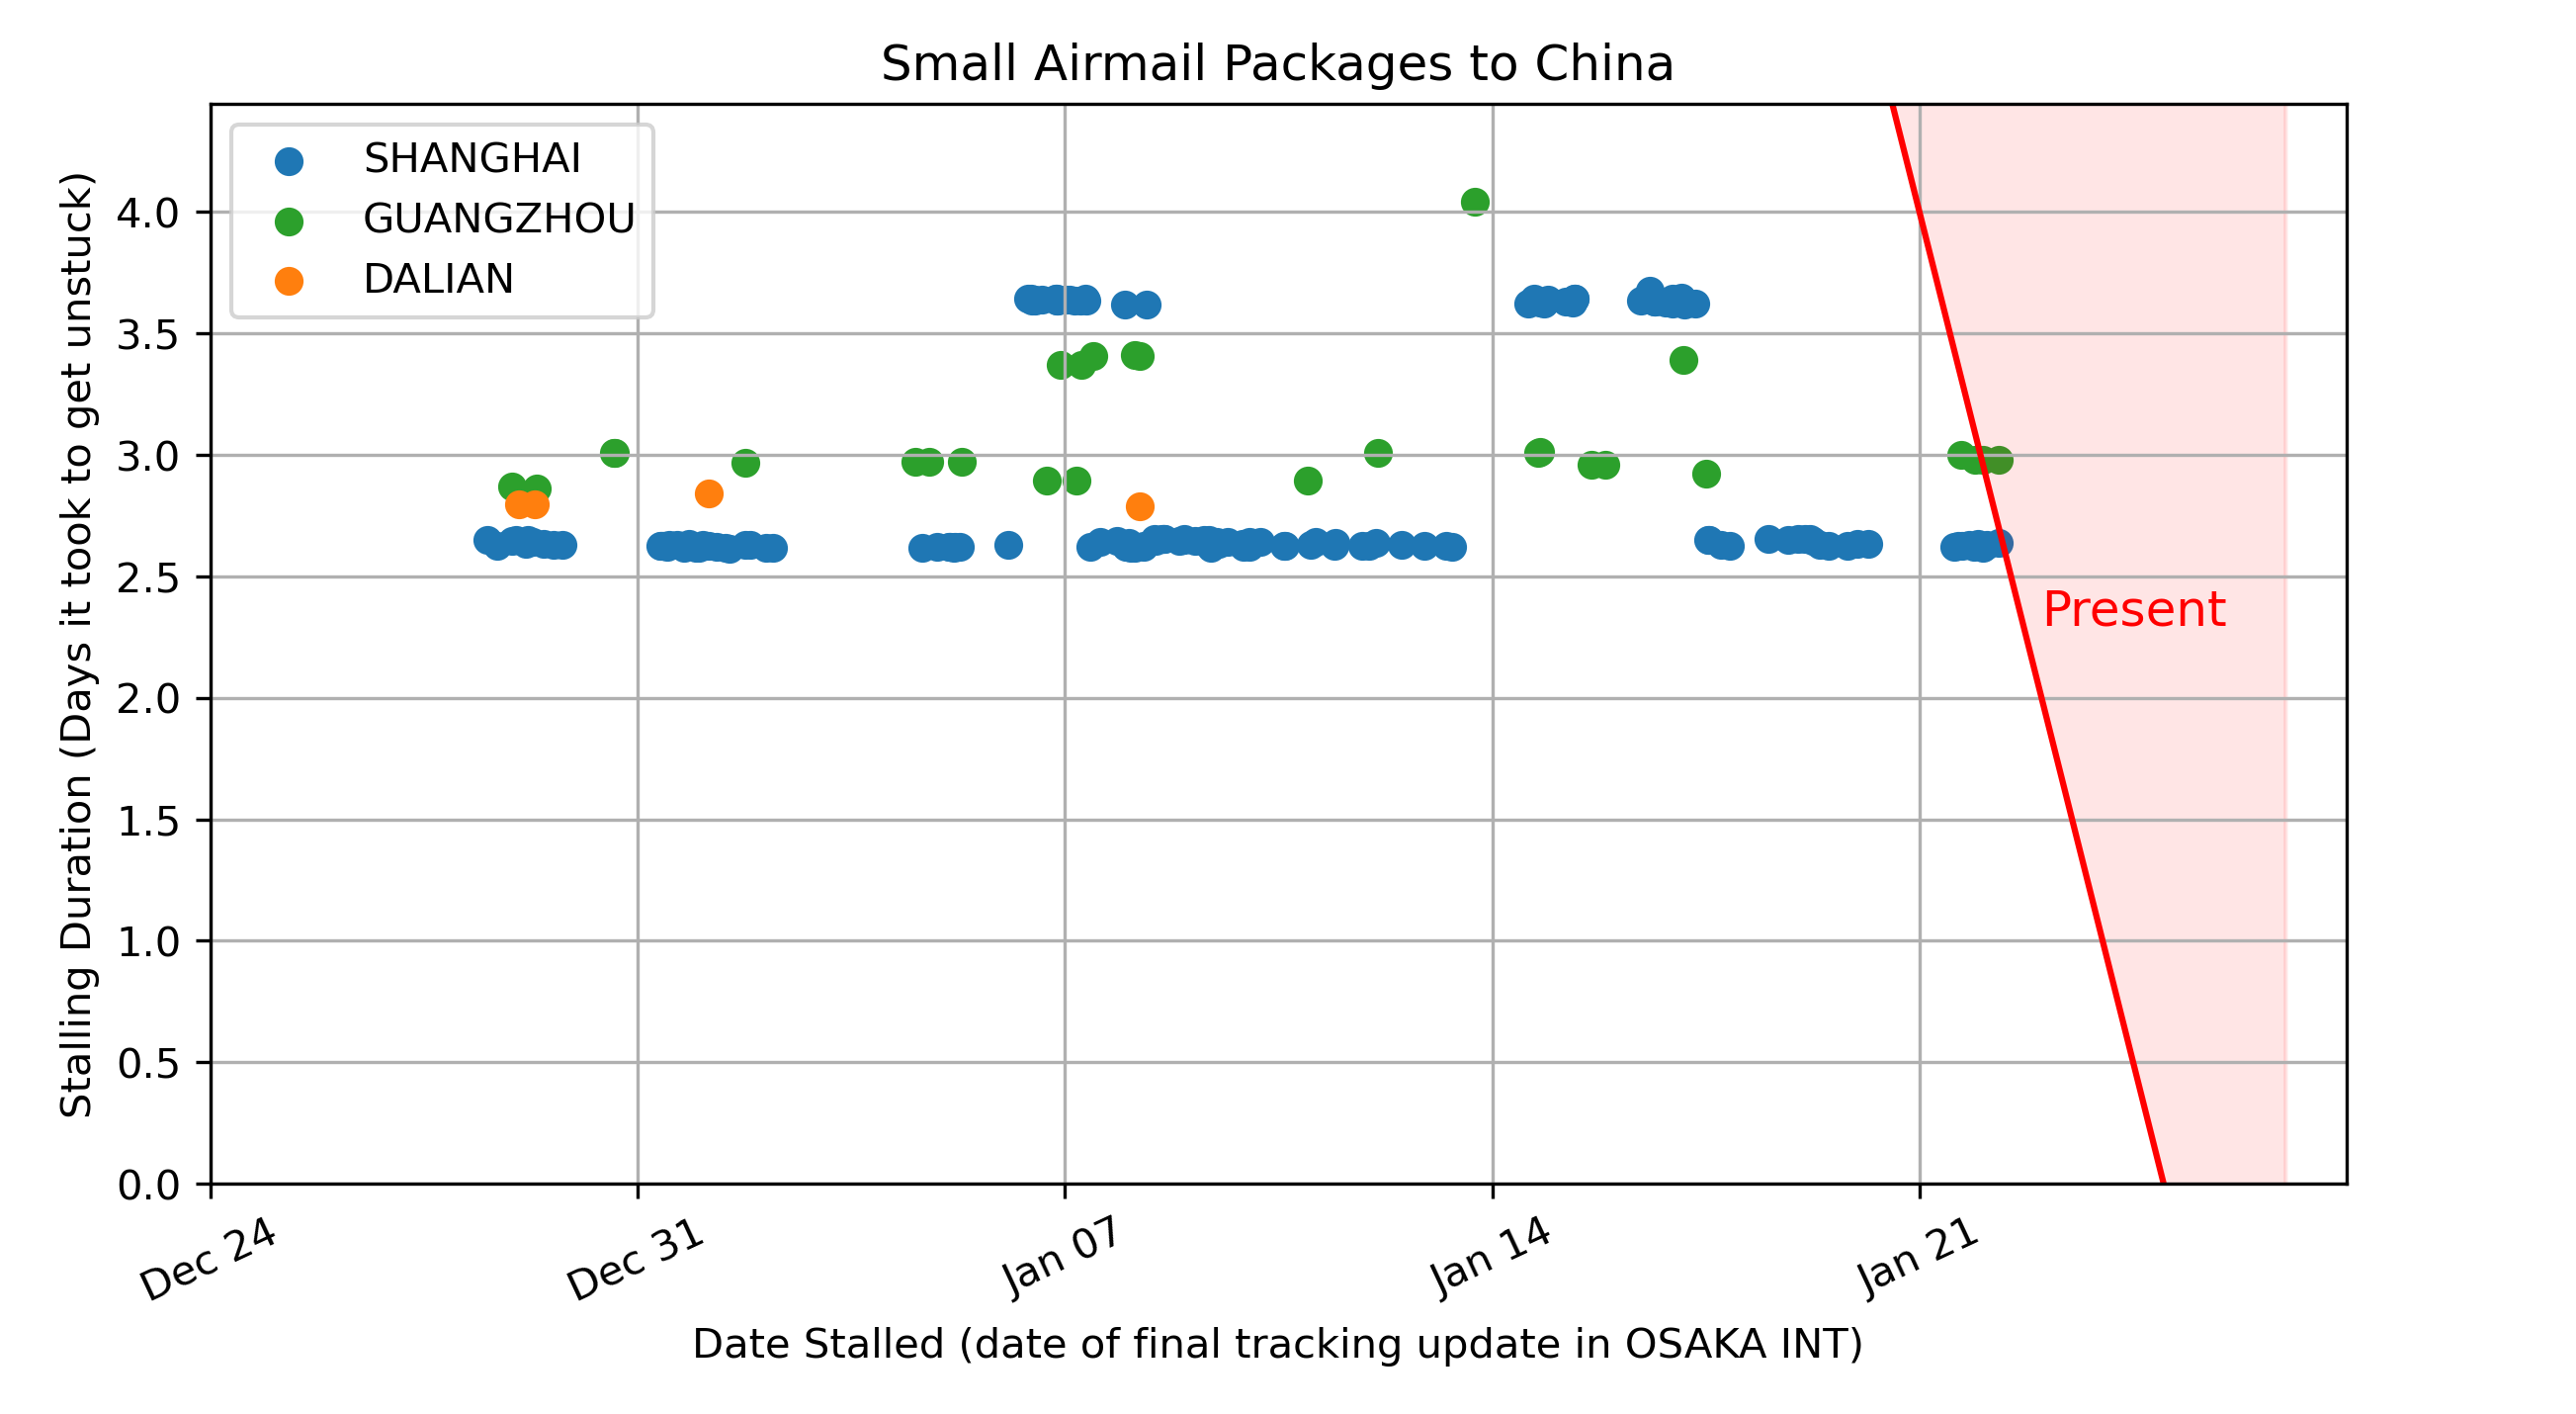 Small Airmail Packages to China
SHANGHAI
GUANGZHOU
DALIAN
Stalling Duration (Days it took to get unstuck)
4.0
3.5
3.0
2.5
2.0
1.5
1.0
0.5
0.0
Present
Dec 24
Dec 31
Jan 07
Jan 14
Jan 21
Date Stalled (date of final tracking update in OSAKA INT)